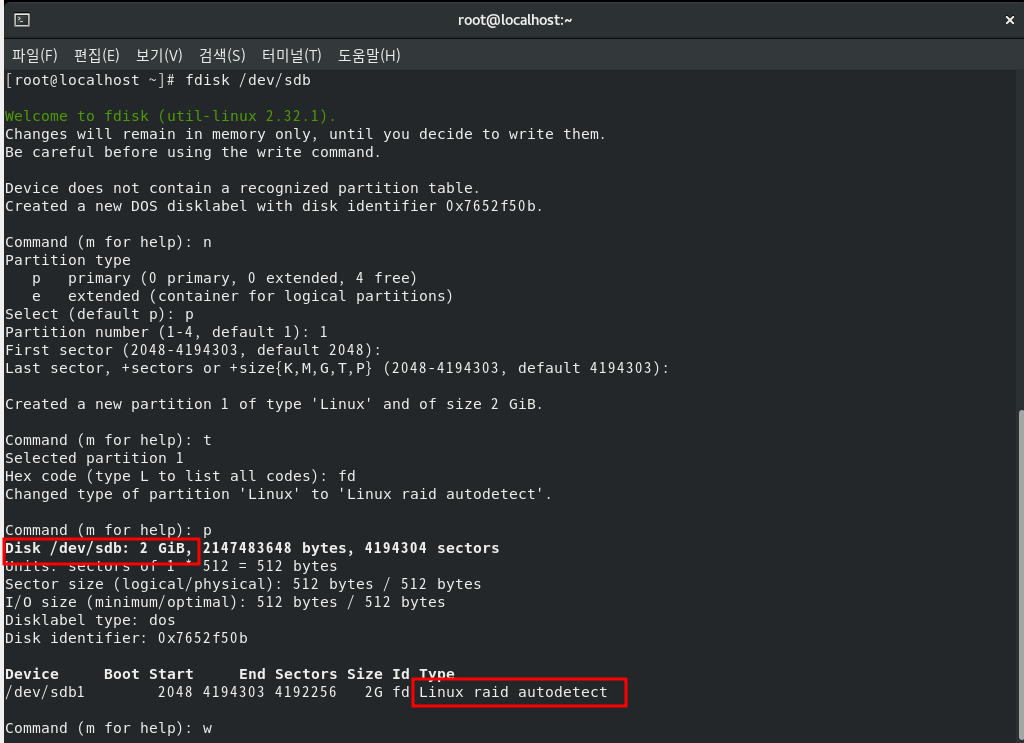 root@localhost:~
파일(F) 편집(E) 보기(V) 검색(S) 터미널(T) 도움말(H)
[root@localhost ~]# fdisk /dev/sdb
Welcome to fdisk (util-linux 2.32.1).
Changes will remain in memory only, until you decide to write them.
Be careful before using the write command.
Device does not contain a recognized partition table.
Created a new DOS disklabel with disk identifier 0x7652f50b.
Command (m for help): n
Partition type
p   primary (0 primary, 0 extended, 4 free)
e   extended (container for logical partitions)
Select (default p): p
Partition number (1-4, default 1): 1
First sector (2048-4194303, default 2048):
Last sector, +sectors or +size{K,M,G,T,P} (2048-4194303, default 4194303):
Created a new partition 1 of type 'Linux' and of size 2 GiB.
Command (m for help): t
Selected partition 1
Hex code (type L to list all codes): fd
Changed type of partition 'Linux' to 'Linux raid autodetect'.
Command (m for help): p
Disk /dev/sdb: 2 GiB, 2147483648 bytes, 4194304 sectors
Units: sectors of 1 * 512 = 512 bytes
Sector size (logical/physical): 512 bytes / 512 bytes
I/O size (minimum/optimal): 512 bytes / 512 bytes
Disklabel type: dos
Disk identifier: 0x7652f50b
Device     Boot Start     End Sectors Size Id Type
/dev/sdb1        2048 4194303 4192256   2G fd Linux raid autodetect
Command (m for help): w